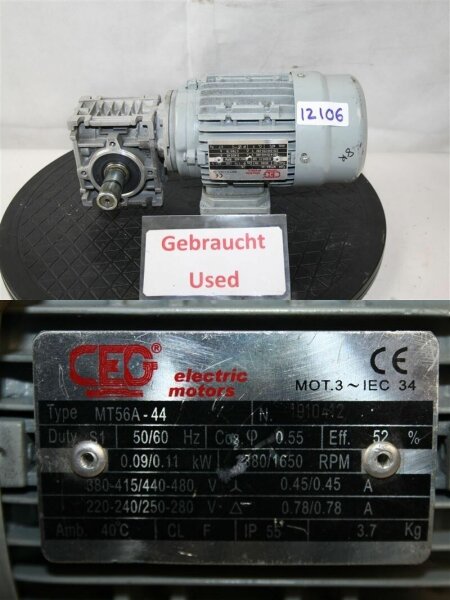 12106
CEG
Gebraucht
Used
CEG electric motors CE
MOT.3 ~ IEC 34
Type MT56A-44 N. 1910412
Duty S1 50/60 Hz Cos φ 0.55 Eff. 52 %
0.09/0.11 kW 1380/1650 RPM
380-415/440-480 V 0.45/0.45 A
220-240/250-280 V △ 0.78/0.78 A
Amb. 40°C CL F IP 55 3.7 Kg